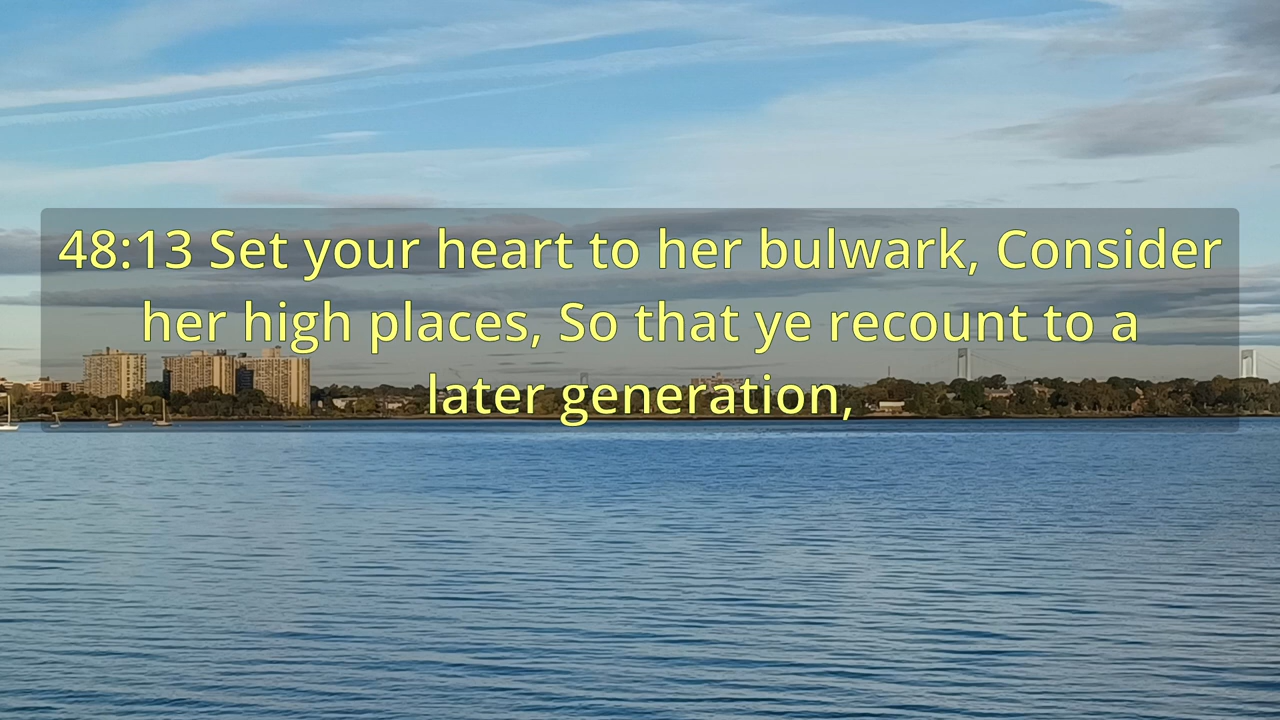 48:13 Set your heart to her bulwark, Consider
her high places, So that ye recount to a
later generation,